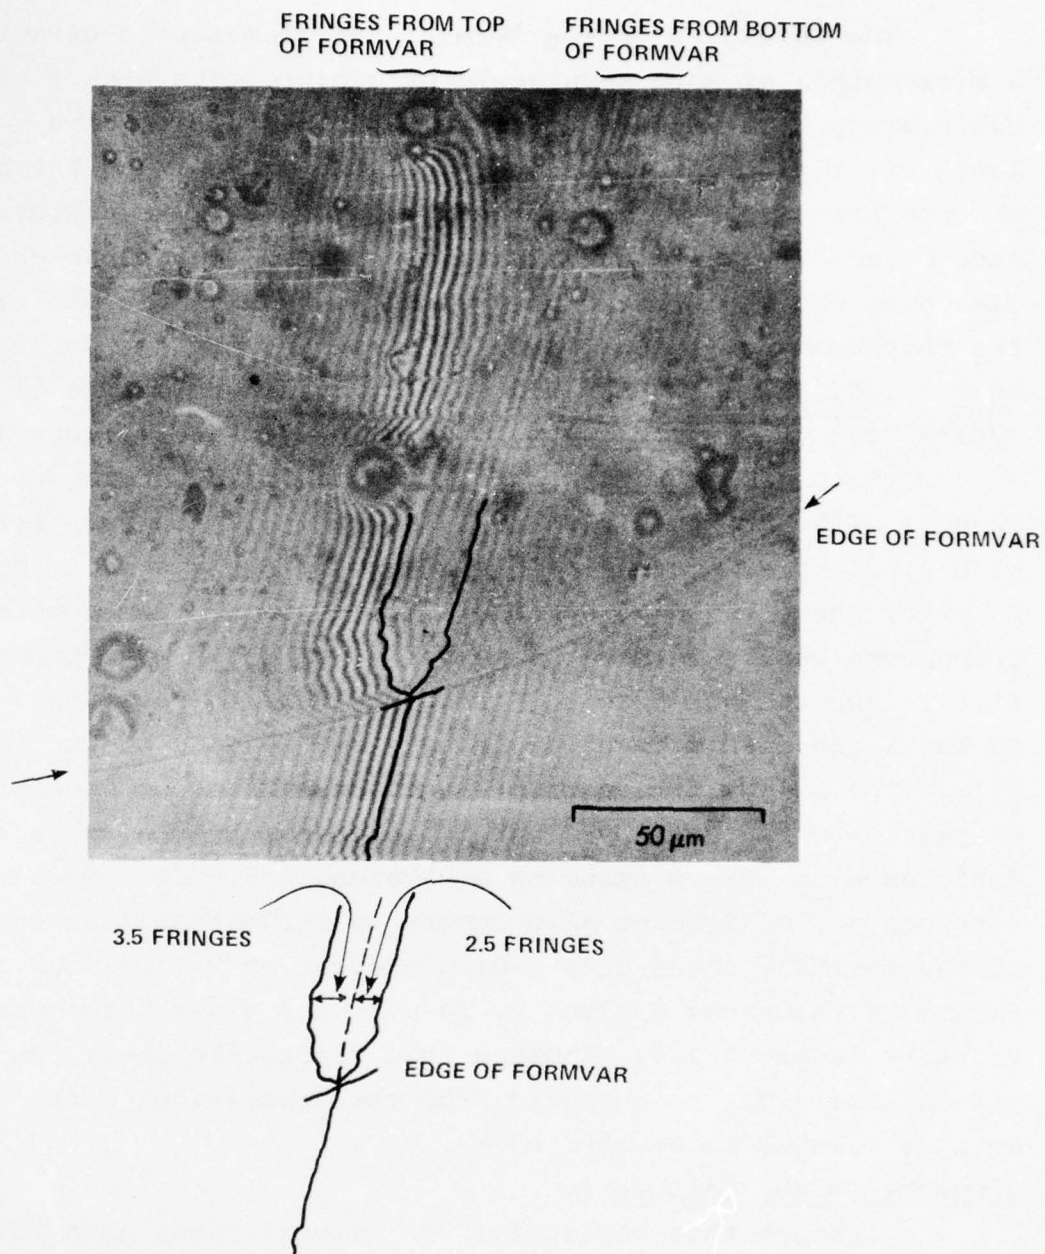 FRINGES FROM TOP
OF FORMVAR
FRINGES FROM BOTTOM
OF FORMVAR
EDGE OF FORMVAR
50 μm
3.5 FRINGES
2.5 FRINGES
EDGE OF FORMVAR